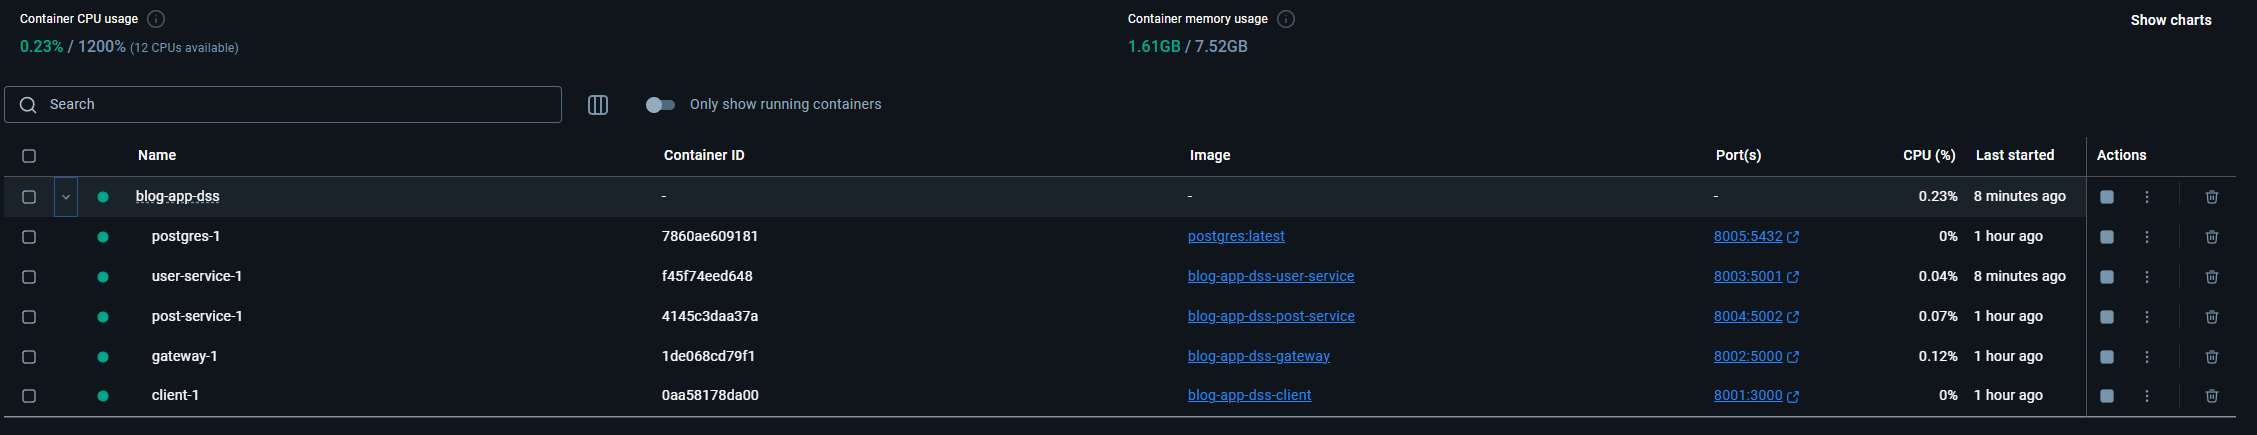 Container CPU usage
0.23% / 1200% (12 CPUs available)
Container memory usage
1.61GB / 7.52GB
Show charts
Search
Only show running containers
Name Container ID Image Port(s) CPU (%) Last started Actions
blog-app-dss - - - 0.23% 8 minutes ago
postgres-1 7860ae609181 postgres:latest 8005:5432 0% 1 hour ago
user-service-1 f45f74eed648 blog-app-dss-user-service 8003:5001 0.04% 8 minutes ago
post-service-1 4145c3daa37a blog-app-dss-post-service 8004:5002 0.07% 1 hour ago
gateway-1 1de068cd79f1 blog-app-dss-gateway 8002:5000 0.12% 1 hour ago
client-1 0aa58178da00 blog-app-dss-client 8001:3000 0% 1 hour ago